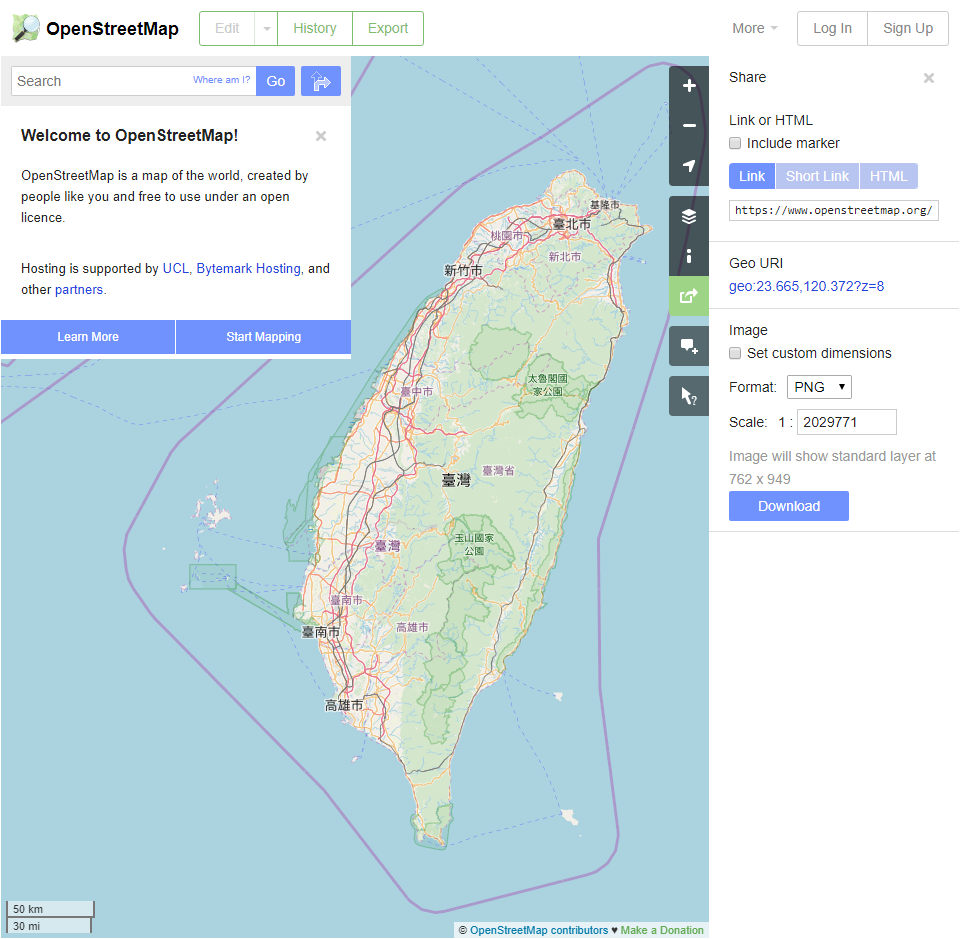 OpenStreetMap
Edit
History
Export
More
Log In
Sign Up
Search
Where am I?
Go
Welcome to OpenStreetMap!
OpenStreetMap is a map of the world, created by
people like you and free to use under an open
licence.
Hosting is supported by UCL, Bytemark Hosting, and
other partners.
Learn More
Start Mapping
基隆市
臺北市
桃園市
新北市
新竹市
太魯閣國
家公園
臺中市
臺灣省
臺灣
玉山國家
公園
臺灣
臺南市
高雄市
臺南市
高雄市
50 km
30 mi
© OpenStreetMap contributors ♥ Make a Donation
Share
Link or HTML
Include marker
Link
Short Link
HTML
https://www.openstreetmap.org/
Geo URI
geo:23.665,120.372?z=8
Image
Set custom dimensions
Format: PNG
Scale: 1 : 2029771
Image will show standard layer at
762 x 949
Download